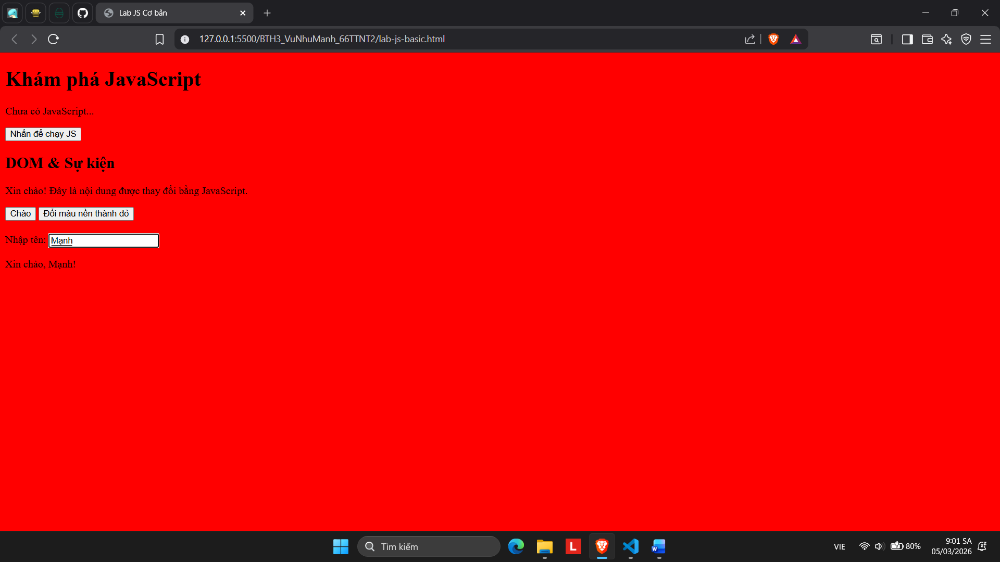 Lab JS Cơ bản
127.0.0.1:5500/BTH3_VuNhuManh_66TTNT2/lab-js-basic.html
Khám phá JavaScript
Chưa có JavaScript...
Nhấn để chạy JS
DOM & Sự kiện
Xin chào! Đây là nội dung được thay đổi bằng JavaScript.
Chào Đổi màu nền thành đỏ
Nhập tên: Mạnh
Xin chào, Mạnh!
Tìm kiếm
L
W
VIE
80%
9:01 SA
05/03/2026